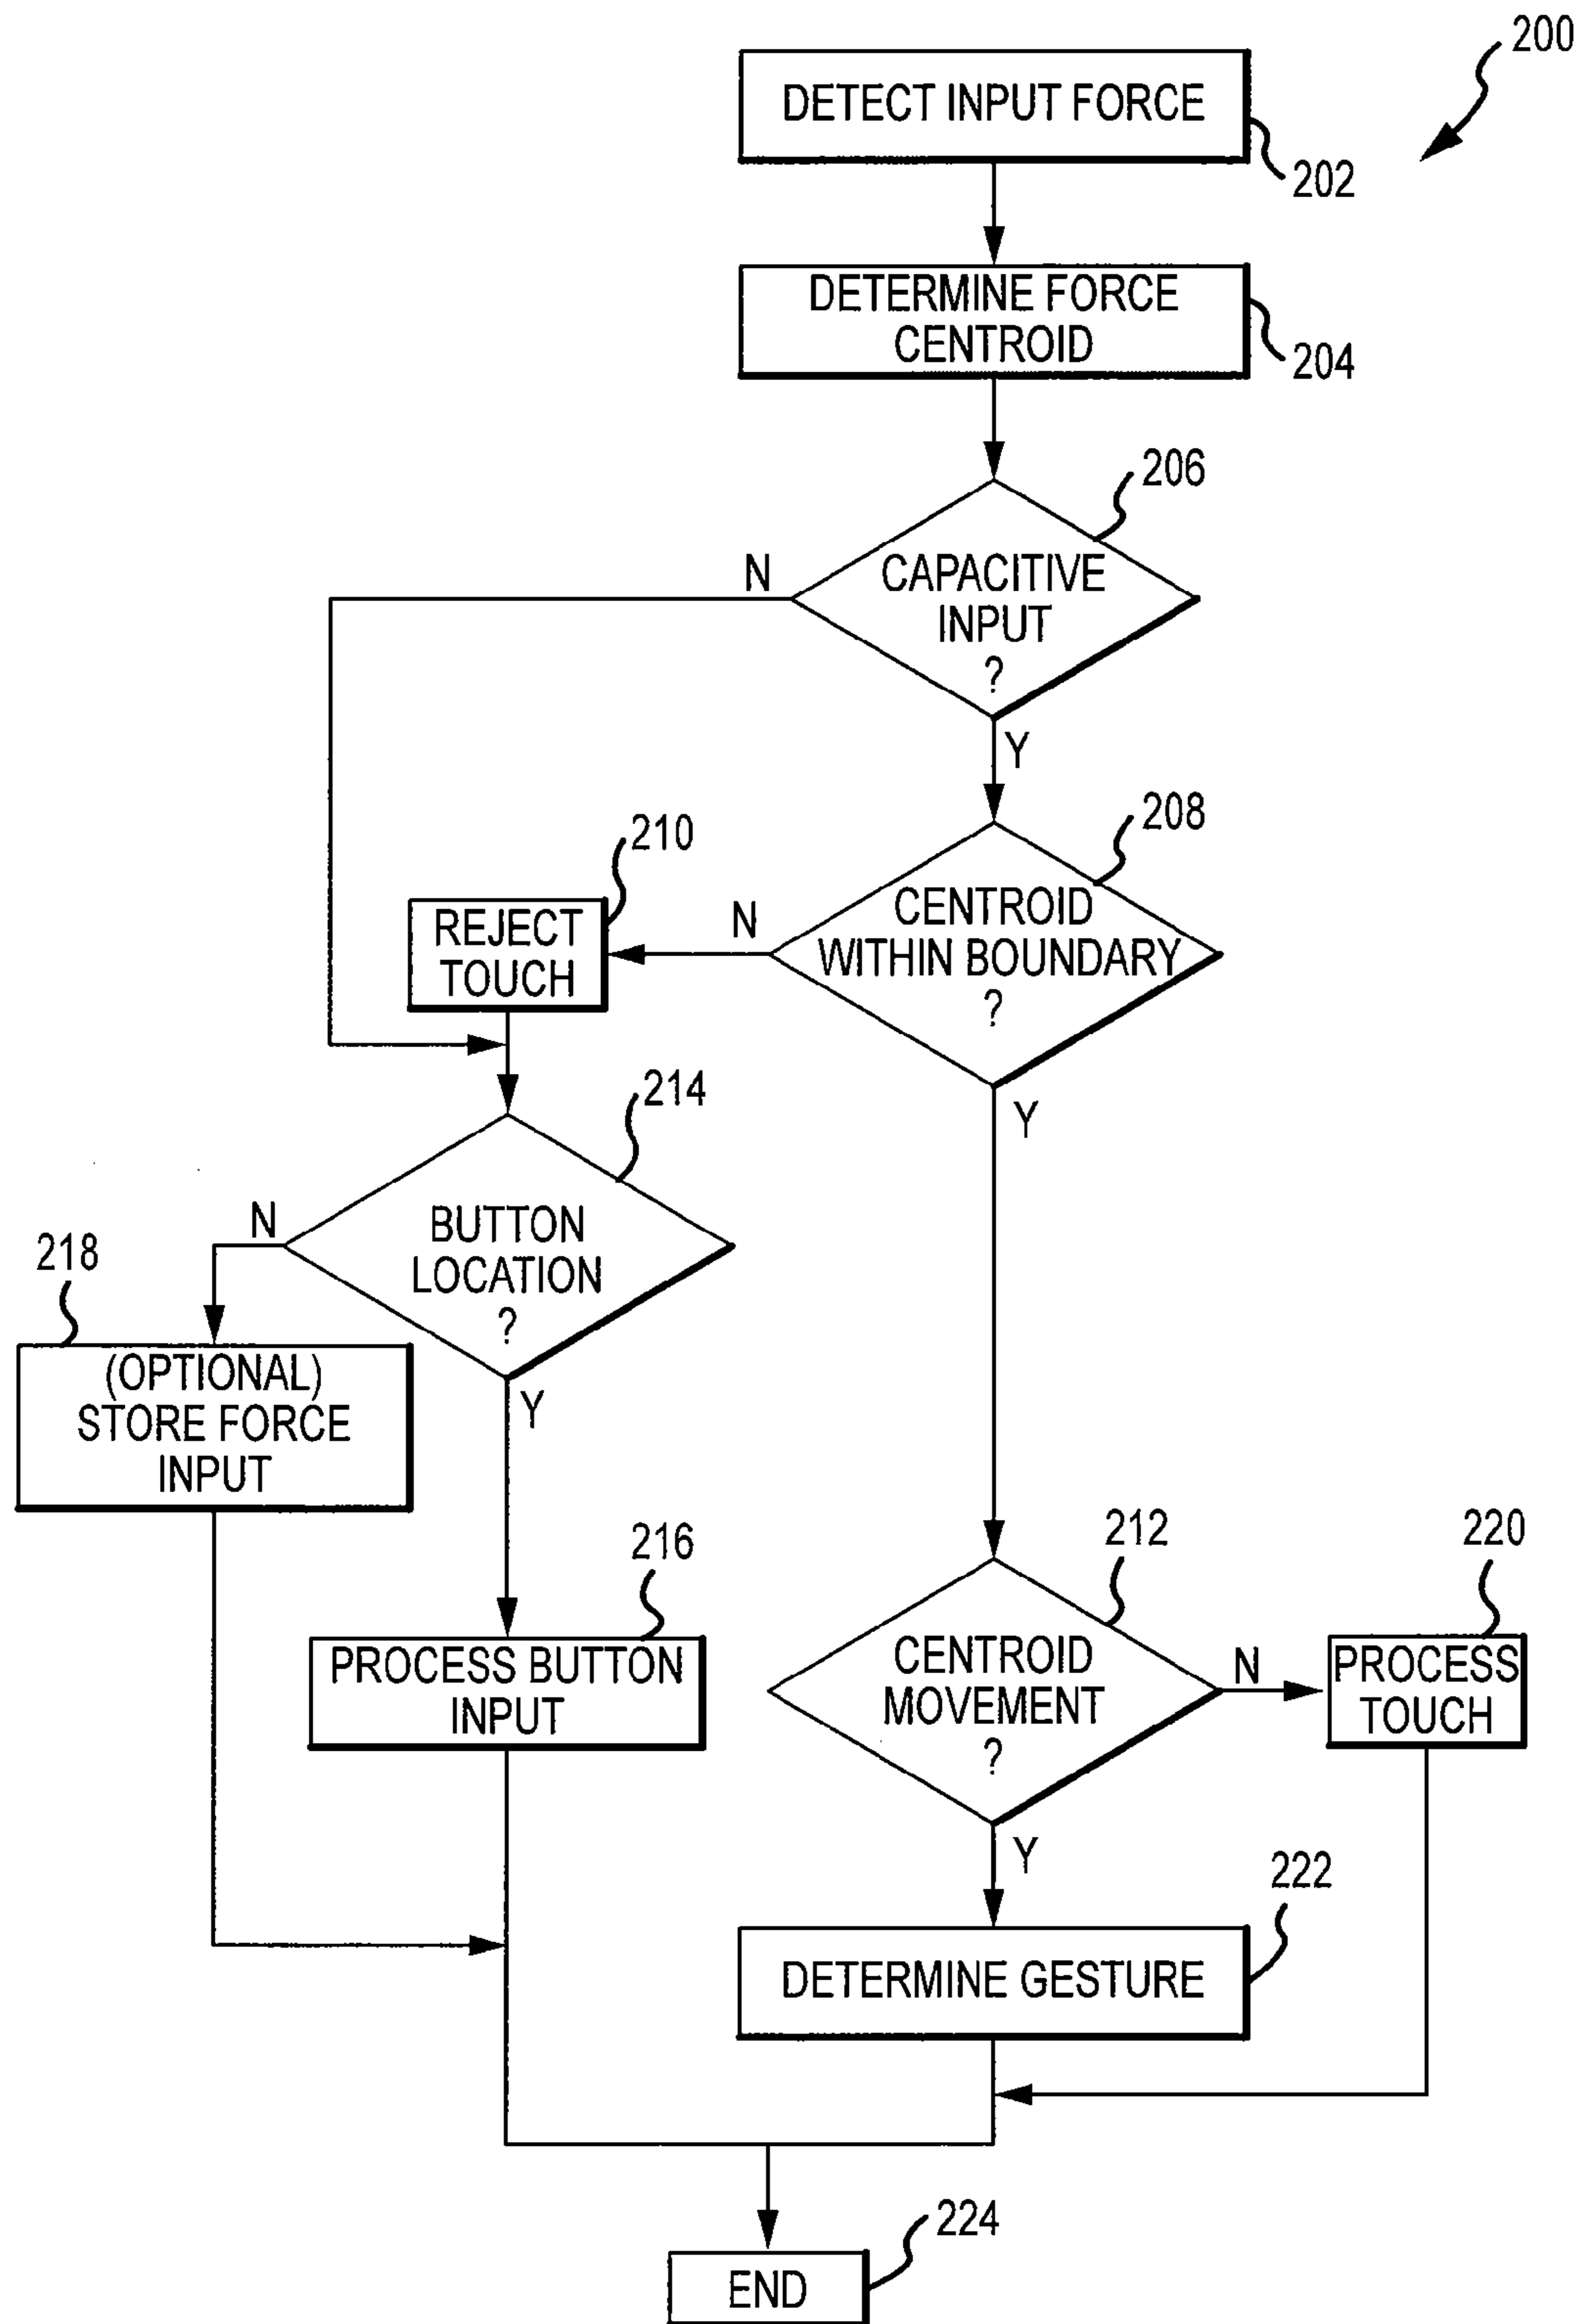 200
DETECT INPUT FORCE
202
DETERMINE FORCE
CENTROID
204
206
CAPACITIVE
INPUT
?
N
Y
208
CENTROID
WITHIN BOUNDARY
?
N
Y
210
REJECT
TOUCH
214
BUTTON
LOCATION
?
N
Y
218
(OPTIONAL)
STORE FORCE
INPUT
216
PROCESS BUTTON
INPUT
212
CENTROID
MOVEMENT
?
N
Y
220
PROCESS
TOUCH
222
DETERMINE GESTURE
224
END